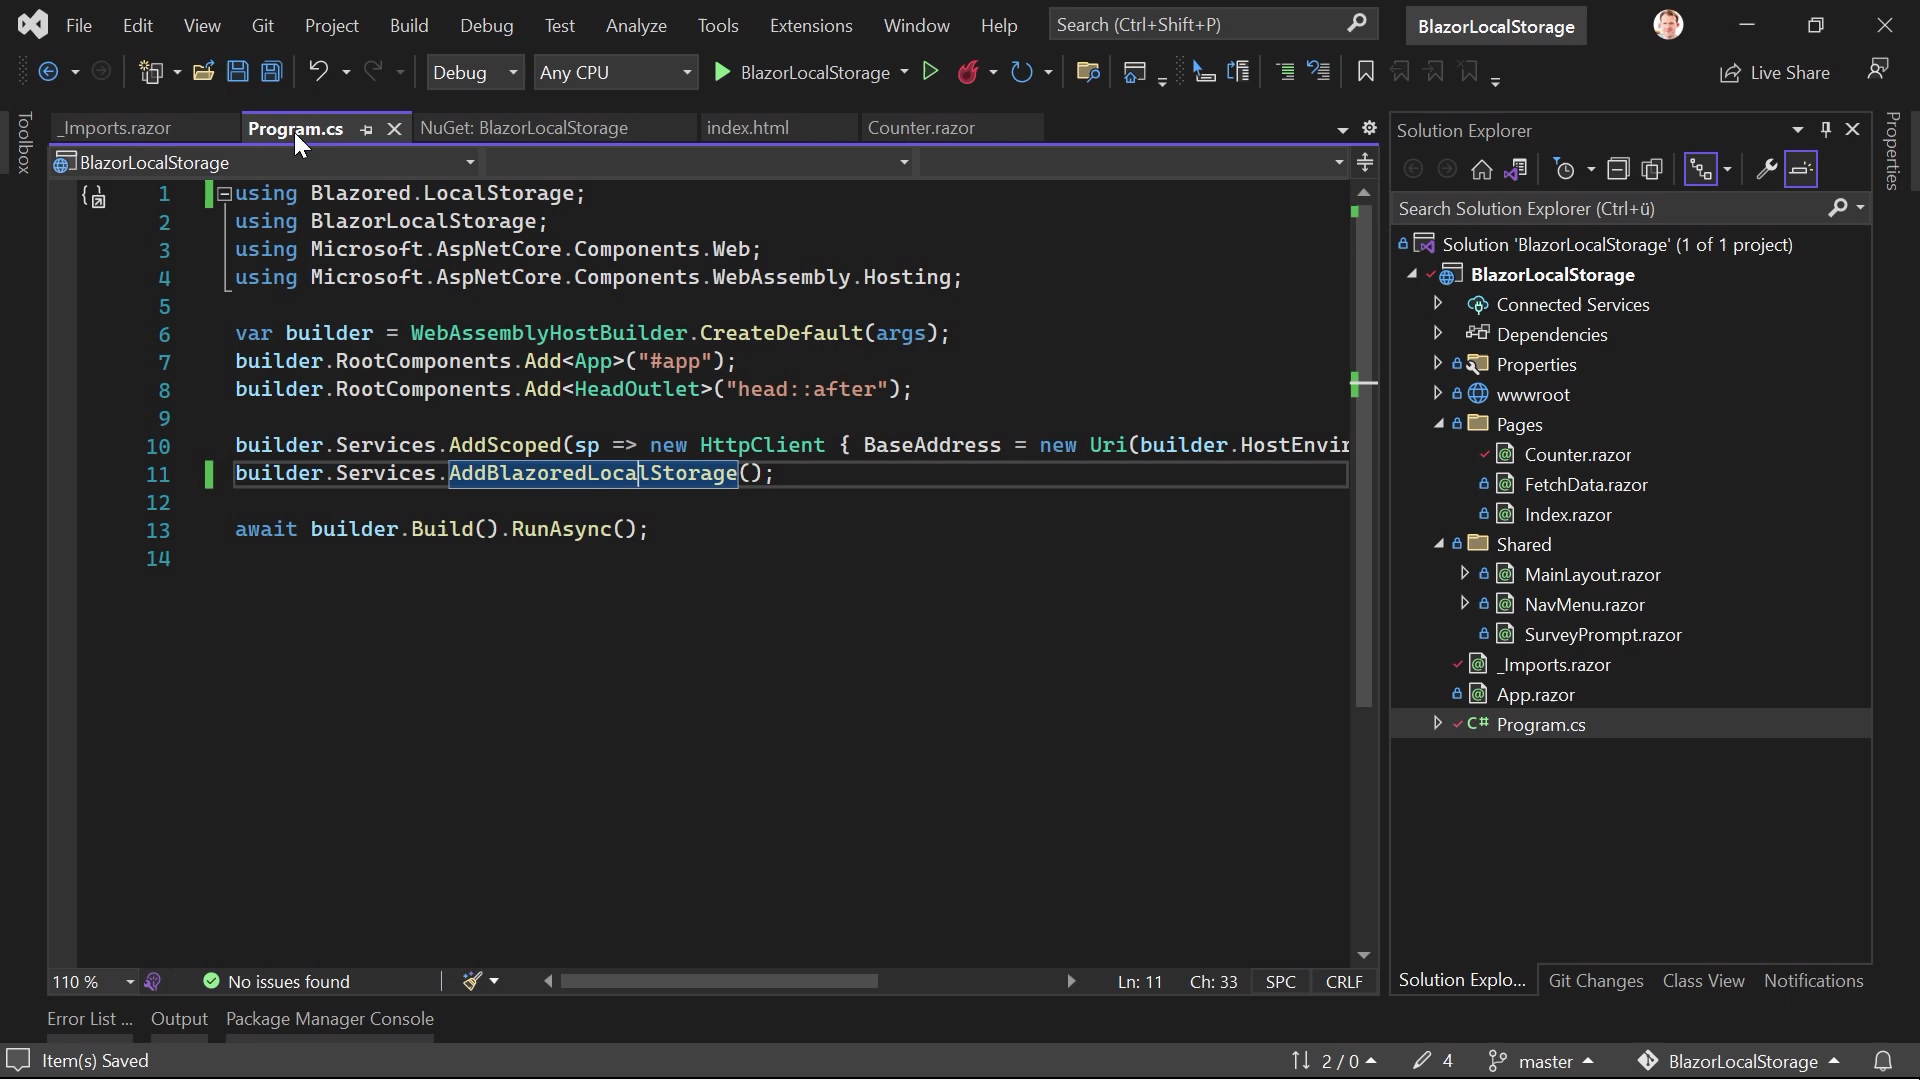 File Edit View Git Project Build Debug Test Analyze Tools Extensions Window Help Search (Ctrl+Shift+P) BlazorLocalStorage
Debug Any CPU BlazorLocalStorage Live Share
Toolbox
_Imports.razor Program.cs NuGet: BlazorLocalStorage index.html Counter.razor
BlazorLocalStorage
1 using Blazored.LocalStorage;
2 using BlazorLocalStorage;
3 using Microsoft.AspNetCore.Components.Web;
4 using Microsoft.AspNetCore.Components.WebAssembly.Hosting;
5
6 var builder = WebAssemblyHostBuilder.CreateDefault(args);
7 builder.RootComponents.Add<App>("#app");
8 builder.RootComponents.Add<HeadOutlet>("head::after");
9
10 builder.Services.AddScoped(sp => new HttpClient { BaseAddress = new Uri(builder.HostEnvir
11 builder.Services.AddBlazoredLocalStorage();
12
13 await builder.Build().RunAsync();
14
110 % No issues found Ln: 11 Ch: 33 SPC CRLF
Solution Explorer
Search Solution Explorer (Ctrl+ü)
Solution 'BlazorLocalStorage' (1 of 1 project)
BlazorLocalStorage
Connected Services
Dependencies
Properties
wwwroot
Pages
Counter.razor
FetchData.razor
Index.razor
Shared
MainLayout.razor
NavMenu.razor
SurveyPrompt.razor
_Imports.razor
App.razor
C# Program.cs
Solution Explo... Git Changes Class View Notifications
Properties
Error List ... Output Package Manager Console
Item(s) Saved 2 / 0 4 master BlazorLocalStorage